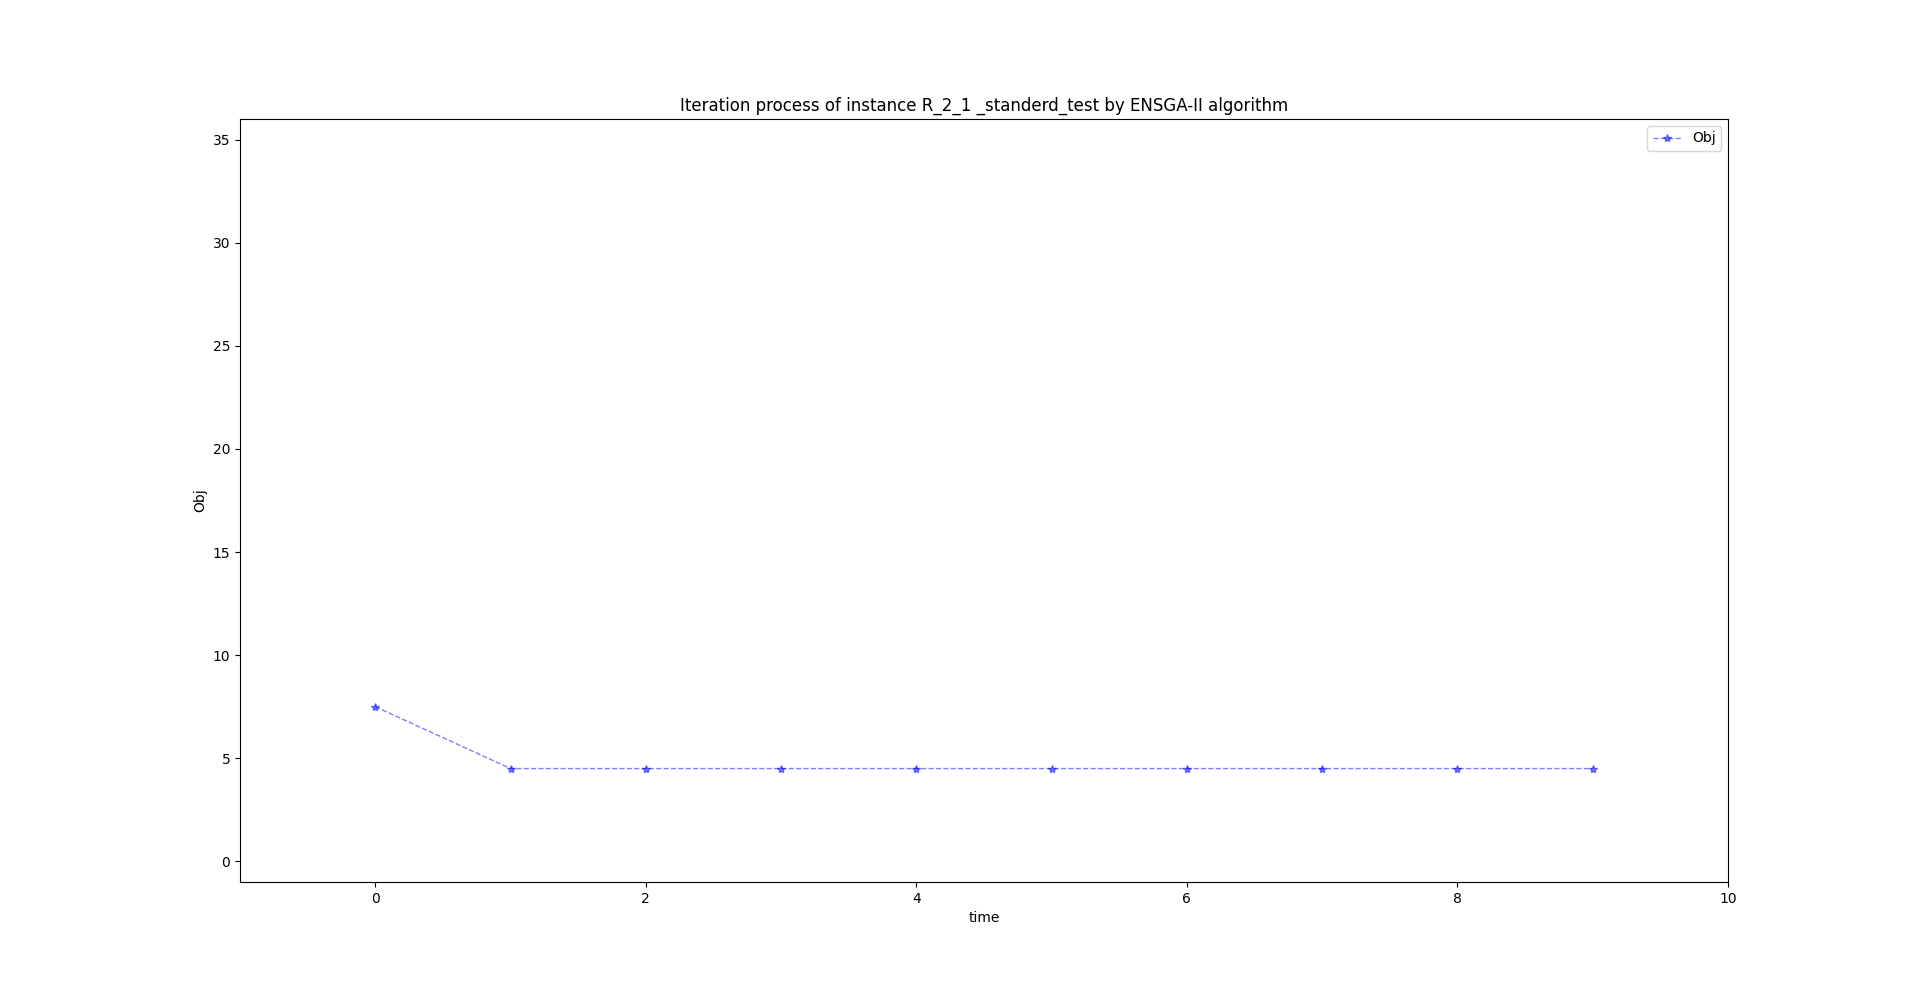 Iteration process of instance R_2_1 _standerd_test by ENSGA-II algorithm
Obj
35
30
25
20
15
10
5
0
Obj
0 2 4 6 8 10
time